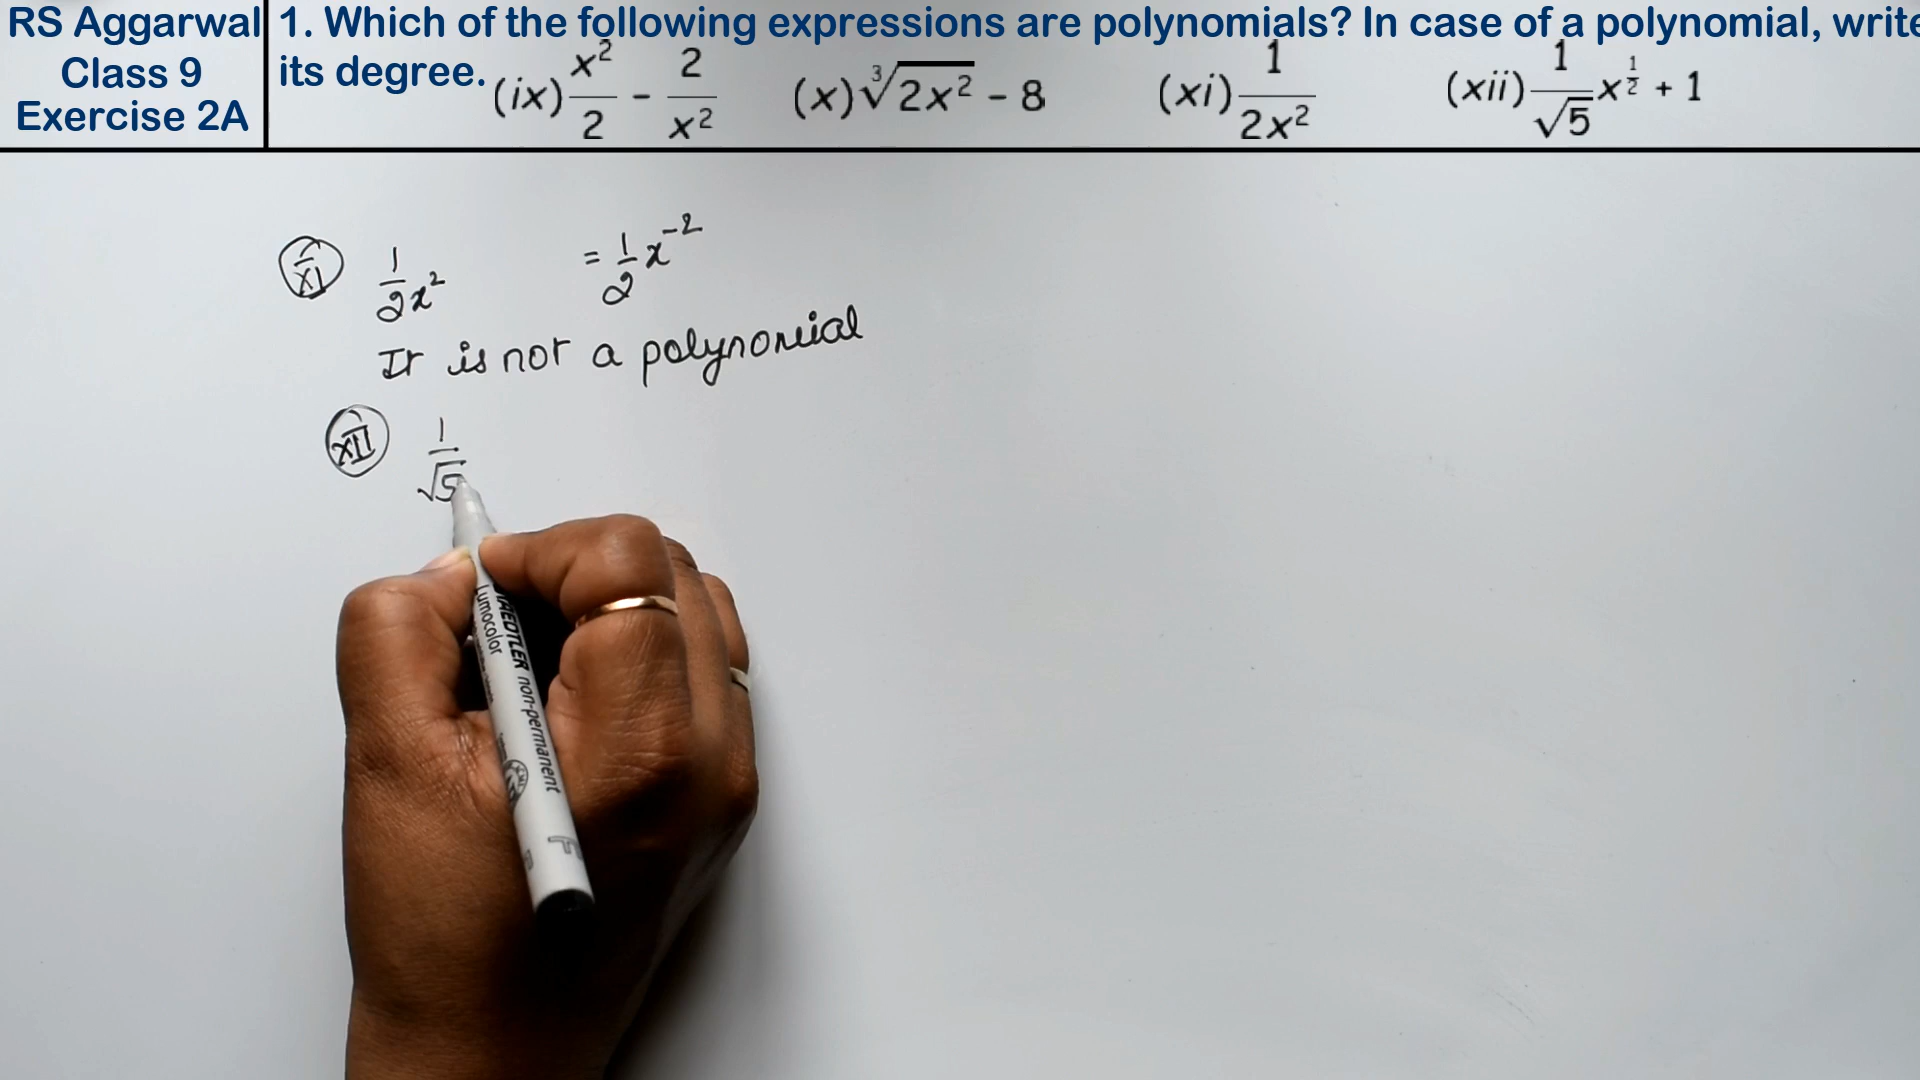 RS Aggarwal
Class 9
Exercise 2A
1. Which of the following expressions are polynomials? In case of a polynomial, write
its degree. (ix) x²/2 - 2/x² (x) ∛2x² - 8 (xi) 1/2x² (xii) 1/√5 x^1/2 + 1
XI 1/2x² = 1/2 x⁻²
It is not a polynomial
XII 1/√5
STAEDTLER non-permanent
Lumocolor
F